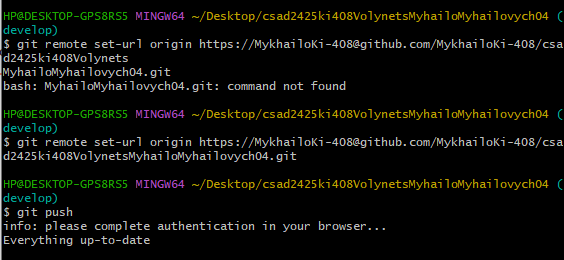 HP@DESKTOP-GPS8RS5 MINGW64 ~/Desktop/csad2425ki408VolynetsMyhailoMyhailovych04 (
develop)
$ git remote set-url origin https://MykhailoKi-408@github.com/MykhailoKi-408/csa
d2425ki408Volynets
MyhailoMyhailovych04.git
bash: MyhailoMyhailovych04.git: command not found
HP@DESKTOP-GPS8RS5 MINGW64 ~/Desktop/csad2425ki408VolynetsMyhailoMyhailovych04 (
develop)
$ git remote set-url origin https://MykhailoKi-408@github.com/MykhailoKi-408/csa
d2425ki408VolynetsMyhailoMyhailovych04.git
HP@DESKTOP-GPS8RS5 MINGW64 ~/Desktop/csad2425ki408VolynetsMyhailoMyhailovych04 (
develop)
$ git push
info: please complete authentication in your browser...
Everything up-to-date